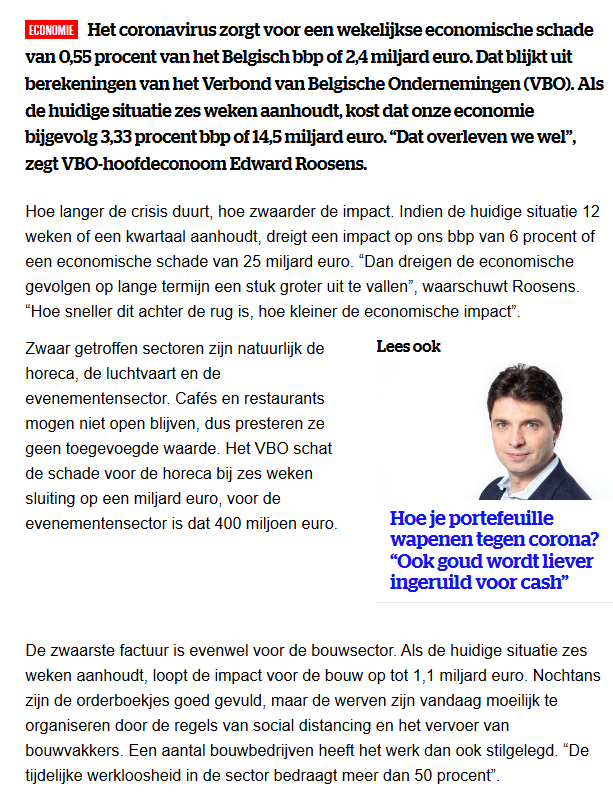 ECONOMIE Het coronavirus zorgt voor een wekelijkse economische schade
van 0,55 procent van het Belgisch bbp of 2,4 miljard euro. Dat blijkt uit
berekeningen van het Verbond van Belgische Ondernemingen (VBO). Als
de huidige situatie zes weken aanhoudt, kost dat onze economie
bijgevolg 3,33 procent bbp of 14,5 miljard euro. “Dat overleven we wel”,
zegt VBO-hoofdeconoom Edward Roosens.
Hoe langer de crisis duurt, hoe zwaarder de impact. Indien de huidige situatie 12
weken of een kwartaal aanhoudt, dreigt een impact op ons bbp van 6 procent of
een economische schade van 25 miljard euro. “Dan dreigen de economische
gevolgen op lange termijn een stuk groter uit te vallen”, waarschuwt Roosens.
“Hoe sneller dit achter de rug is, hoe kleiner de economische impact”.
Zwaar getroffen sectoren zijn natuurlijk de
horeca, de luchtvaart en de
evenementensector. Cafés en restaurants
mogen niet open blijven, dus presteren ze
geen toegevoegde waarde. Het VBO schat
de schade voor de horeca bij zes weken
sluiting op een miljard euro, voor de
evenementensector is dat 400 miljoen euro.
Lees ook
Hoe je portefeuille
wapenen tegen corona?
“Ook goud wordt liever
ingeruild voor cash”
De zwaarste factuur is evenwel voor de bouwsector. Als de huidige situatie zes
weken aanhoudt, loopt de impact voor de bouw op tot 1,1 miljard euro. Nochtans
zijn de orderboekjes goed gevuld, maar de werven zijn vandaag moeilijk te
organiseren door de regels van social distancing en het vervoer van
bouwvakkers. Een aantal bouwbedrijven heeft het werk dan ook stilgelegd. “De
tijdelijke werkloosheid in de sector bedraagt meer dan 50 procent”.